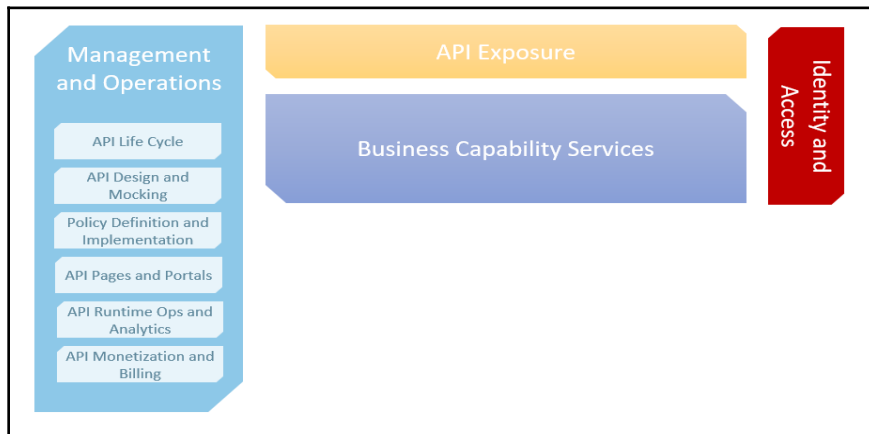 Management
and Operations
API Life Cycle
API Design and
Mocking
Policy Definition and
Implementation
API Pages and Portals
API Runtime Ops and
Analytics
API Monetization and
Billing
API Exposure
Business Capability Services
Identity and
Access